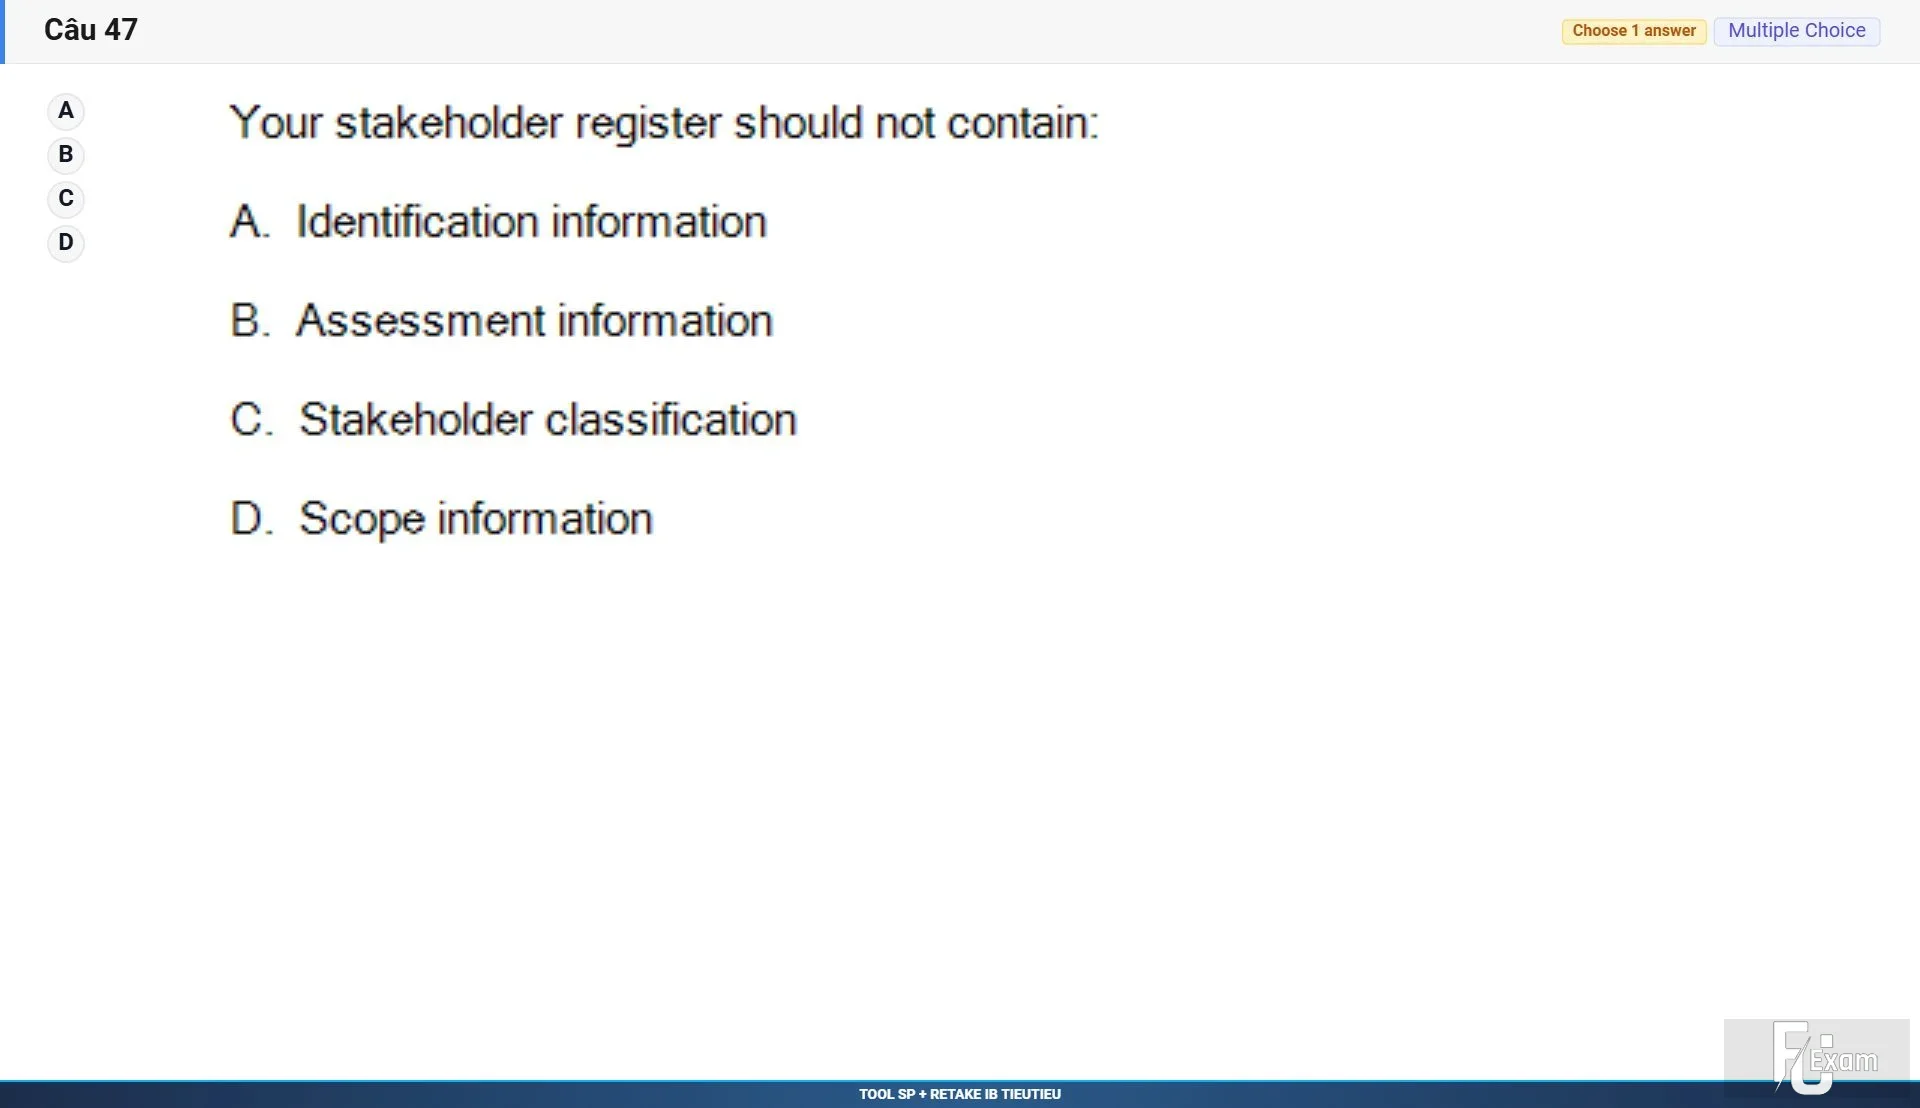 Câu 47
Choose 1 answer
Multiple Choice
A
B
C
D
Your stakeholder register should not contain:
A. Identification information
B. Assessment information
C. Stakeholder classification
D. Scope information
FU Exam
TOOL SP + RETAKE IB TIEUTIEU